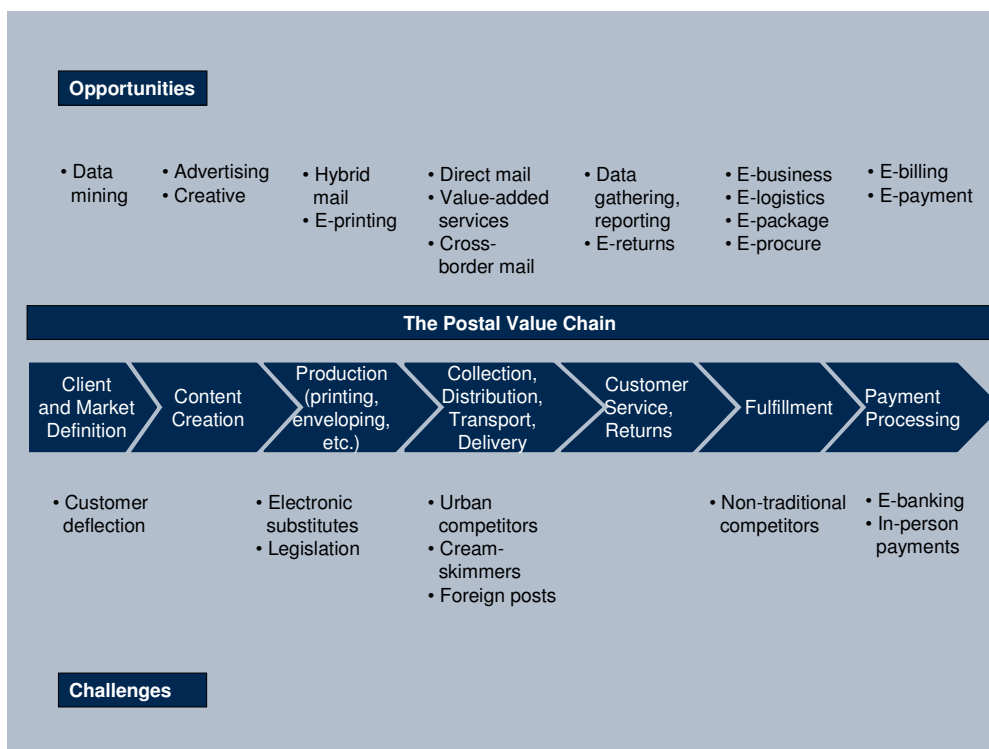 Opportunities
• Data
mining
• Advertising
• Creative
• Hybrid
mail
• E-printing
• Direct mail
• Value-added
services
• Cross-
border mail
• Data
gathering,
reporting
• E-returns
• E-business
• E-logistics
• E-package
• E-procure
• E-billing
• E-payment
The Postal Value Chain
Client
and Market
Definition
Content
Creation
Production
(printing,
enveloping,
etc.)
Collection,
Distribution,
Transport,
Delivery
Customer
Service,
Returns
Fulfillment
Payment
Processing
• Customer
deflection
• Electronic
substitutes
• Legislation
• Urban
competitors
• Cream-
skimmers
• Foreign posts
• Non-traditional
competitors
• E-banking
• In-person
payments
Challenges